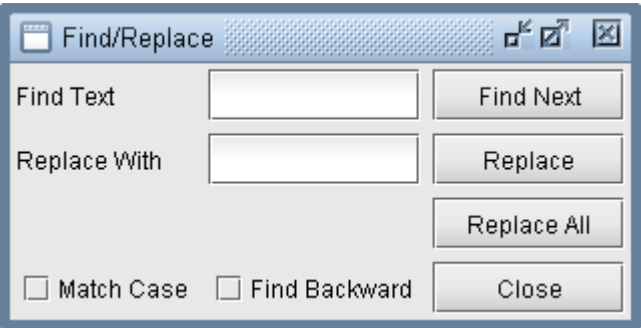 Find/Replace
Find Text Find Next
Replace With Replace
Replace All
Match Case Find Backward Close